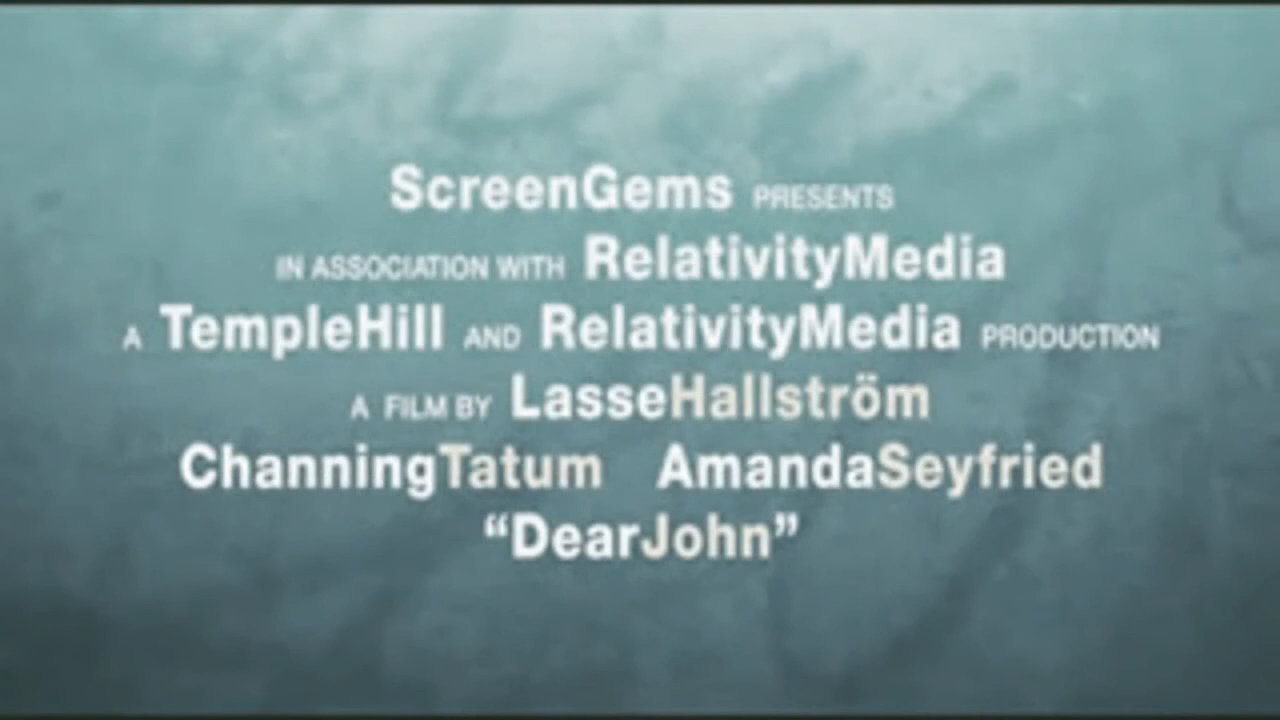 ScreenGems PRESENTS
IN ASSOCIATION WITH RelativityMedia
A TempleHill AND RelativityMedia PRODUCTION
A FILM BY LasseHallström
ChanningTatum AmandaSeyfried
“DearJohn”